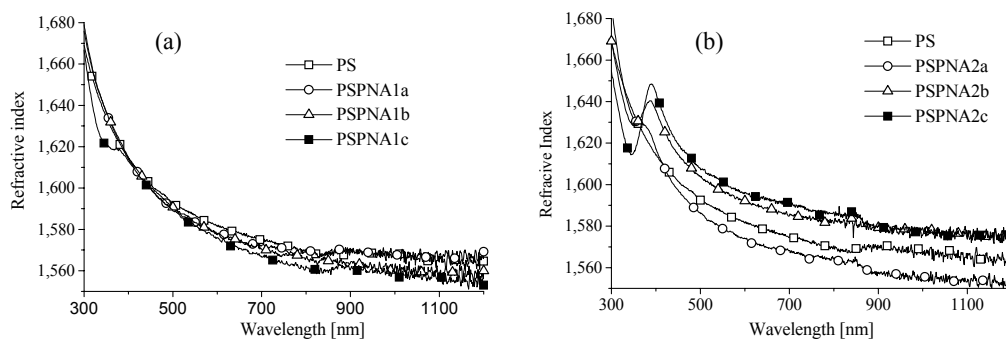 (a)
Refractive index
1,680
1,660
1,640
1,620
1,600
1,580
1,560
300 500 700 900 1100
Wavelength [nm]
PS
PSPNA1a
PSPNA1b
PSPNA1c
(b)
Refracive Index
1,680
1,660
1,640
1,620
1,600
1,580
1,560
300 500 700 900 1100
Wavelength [nm]
PS
PSPNA2a
PSPNA2b
PSPNA2c